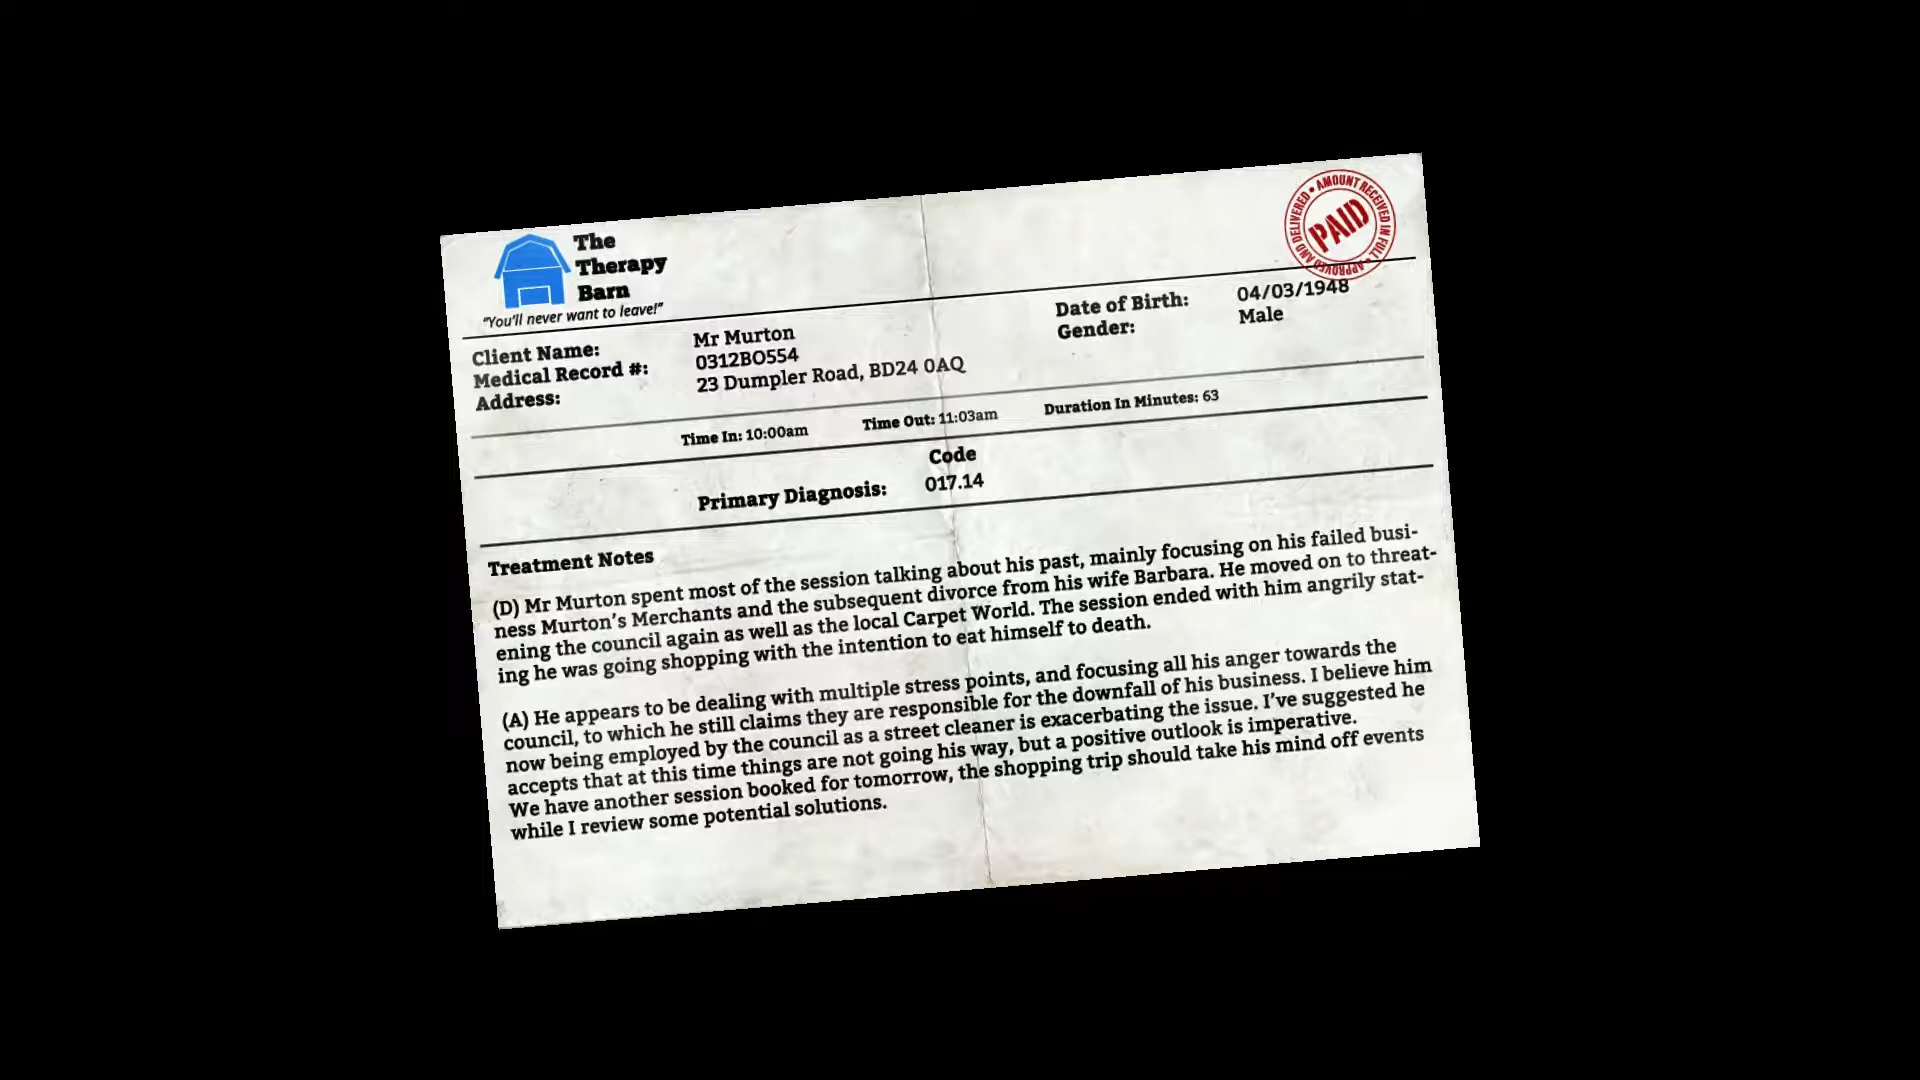 The
Therapy
Barn
"You'll never want to leave!"
AMOUNT RECEIVED IN FULL • APPROVED AND DELIVERED •
PAID
Client Name: Mr Murton
Medical Record #: 0312BO554
Address: 23 Dumpler Road, BD24 0AQ
Date of Birth: 04/03/1948
Gender: Male
Time In: 10:00am Time Out: 11:03am Duration In Minutes: 63
Code
Primary Diagnosis: 017.14
Treatment Notes
(D) Mr Murton spent most of the session talking about his past, mainly focusing on his failed busi-
ness Murton's Merchants and the subsequent divorce from his wife Barbara. He moved on to threat-
ening the council again as well as the local Carpet World. The session ended with him angrily stat-
ing he was going shopping with the intention to eat himself to death.
(A) He appears to be dealing with multiple stress points, and focusing all his anger towards the
council, to which he still claims they are responsible for the downfall of his business. I believe him
now being employed by the council as a street cleaner is exacerbating the issue. I've suggested he
accepts that at this time things are not going his way, but a positive outlook is imperative.
We have another session booked for tomorrow, the shopping trip should take his mind off events
while I review some potential solutions.